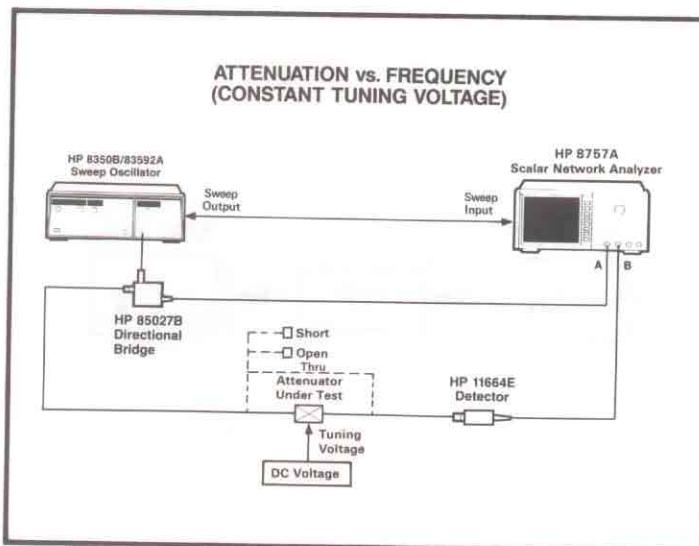 ATTENUATION vs. FREQUENCY
(CONSTANT TUNING VOLTAGE)
HP 8350B/83592A
Sweep Oscillator
HP 8757A
Scalar Network Analyzer
Sweep
Output
Sweep
Input
A
B
HP 85027B
Directional
Bridge
Short
Open
Thru
Attenuator
Under Test
HP 11664E
Detector
Tuning
Voltage
DC Voltage